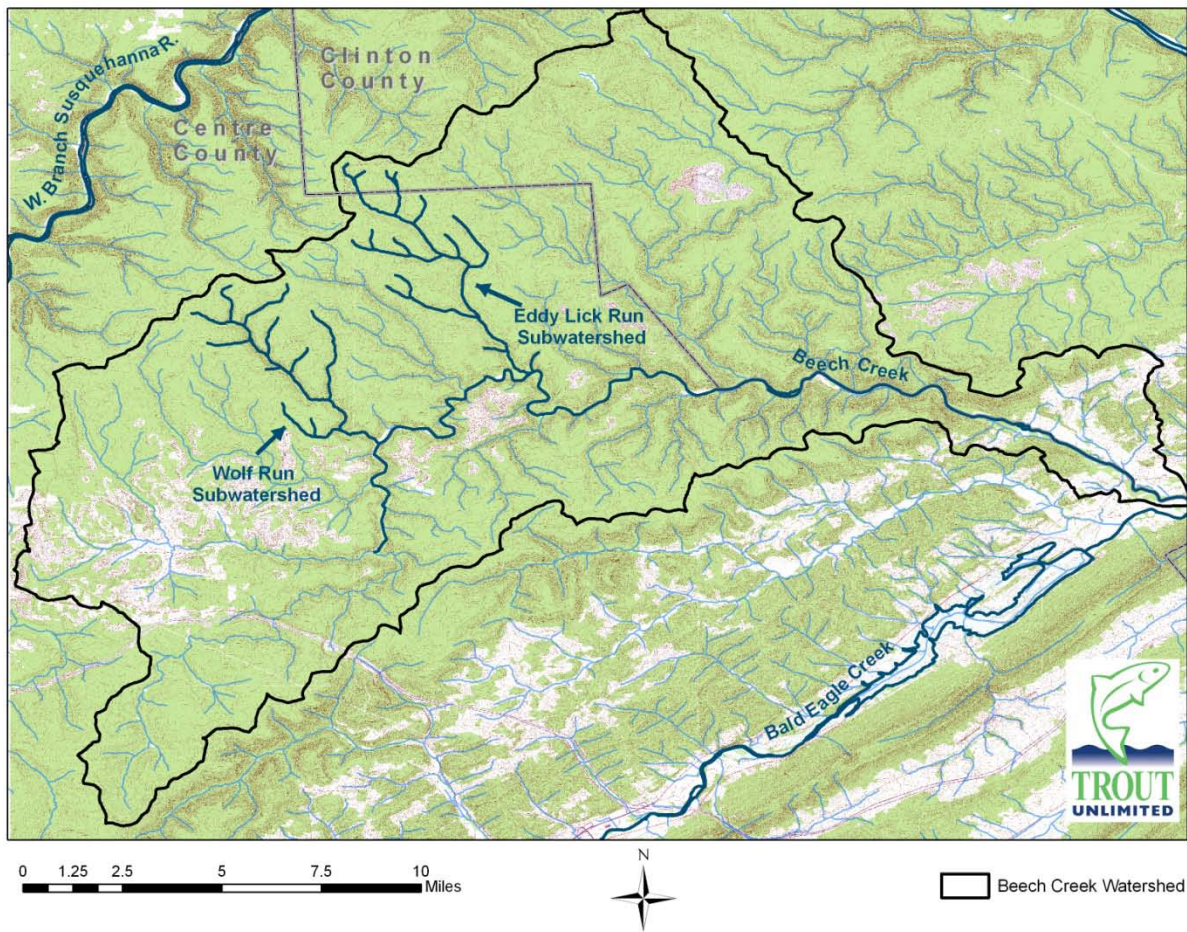 Clinton
County
W. Branch Susquehanna R.
Centre
County
Eddy Lick Run
Subwatershed
Beech Creek
Wolf Run
Subwatershed
Bald Eagle Creek
TROUT
UNLIMITED
N
0 1.25 2.5 5 7.5 10
Miles
Beech Creek Watershed